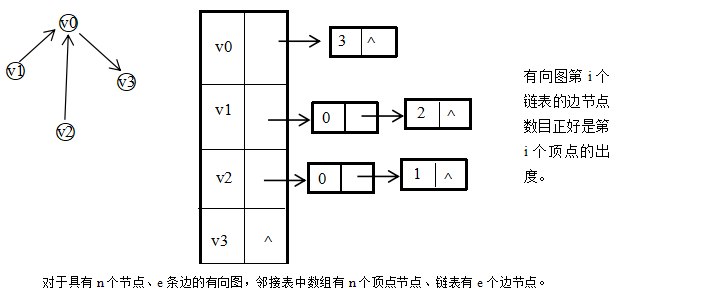 v0
v1
v3
v2
v0 3 ^
v1 0 2 ^
v2 0 1 ^
v3 ^
有向图第 i 个
链表的边节点
数目正好是第
i 个顶点的出
度。
对于具有 n 个节点、e 条边的有向图，邻接表中数组有 n 个顶点节点、链表有 e 个边节点。